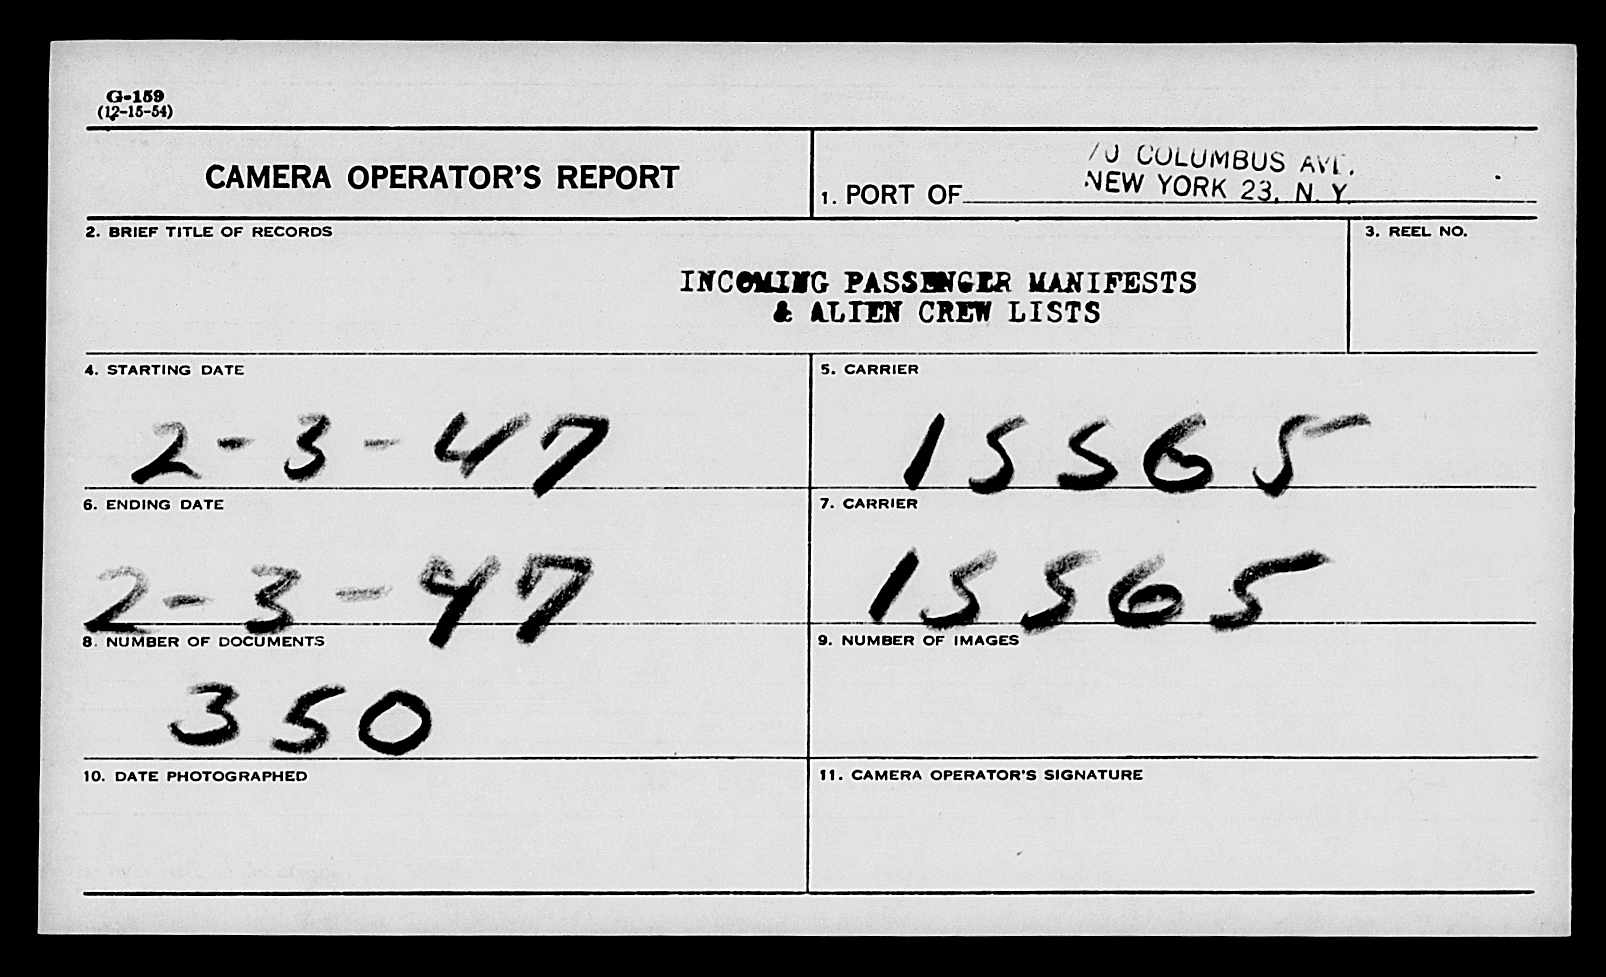 G-159
(12-15-54)
CAMERA OPERATOR'S REPORT
70 COLUMBUS AVE.
1. PORT OF NEW YORK 23, N. Y.
2. BRIEF TITLE OF RECORDS
3. REEL NO.
INCOMING PASSENGER MANIFESTS
& ALIEN CREW LISTS
4. STARTING DATE
5. CARRIER
2-3-47
15565
6. ENDING DATE
7. CARRIER
2-3-47
15565
8. NUMBER OF DOCUMENTS
9. NUMBER OF IMAGES
350
10. DATE PHOTOGRAPHED
11. CAMERA OPERATOR'S SIGNATURE